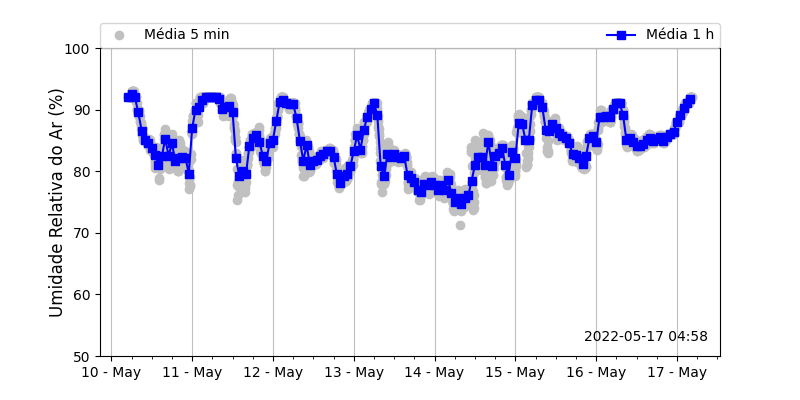 Média 5 min
Média 1 h
Umidade Relativa do Ar (%)
100
90
80
70
60
50
2022-05-17 04:58
10 - May
11 - May
12 - May
13 - May
14 - May
15 - May
16 - May
17 - May